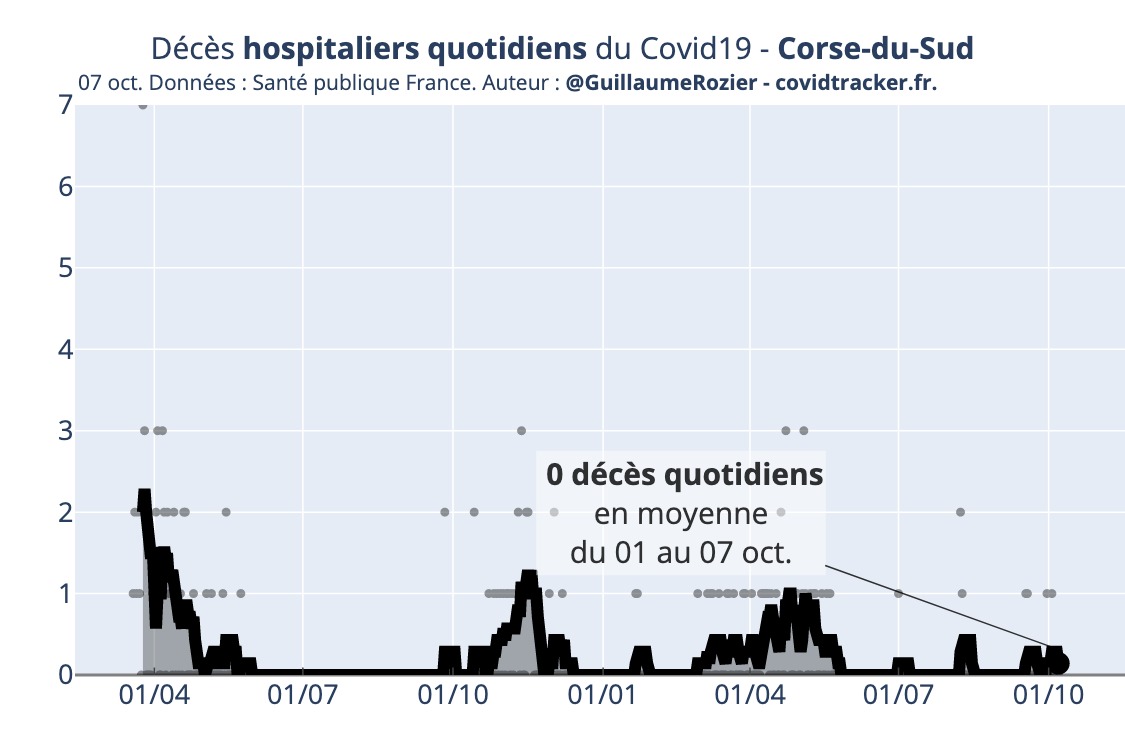 Décès hospitaliers quotidiens du Covid19 - Corse-du-Sud
07 oct. Données : Santé publique France. Auteur : @GuillaumeRozier - covidtracker.fr.
7
6
5
4
3
2
1
0
0 décès quotidiens
en moyenne
du 01 au 07 oct.
01/04 01/07 01/10 01/01 01/04 01/07 01/10